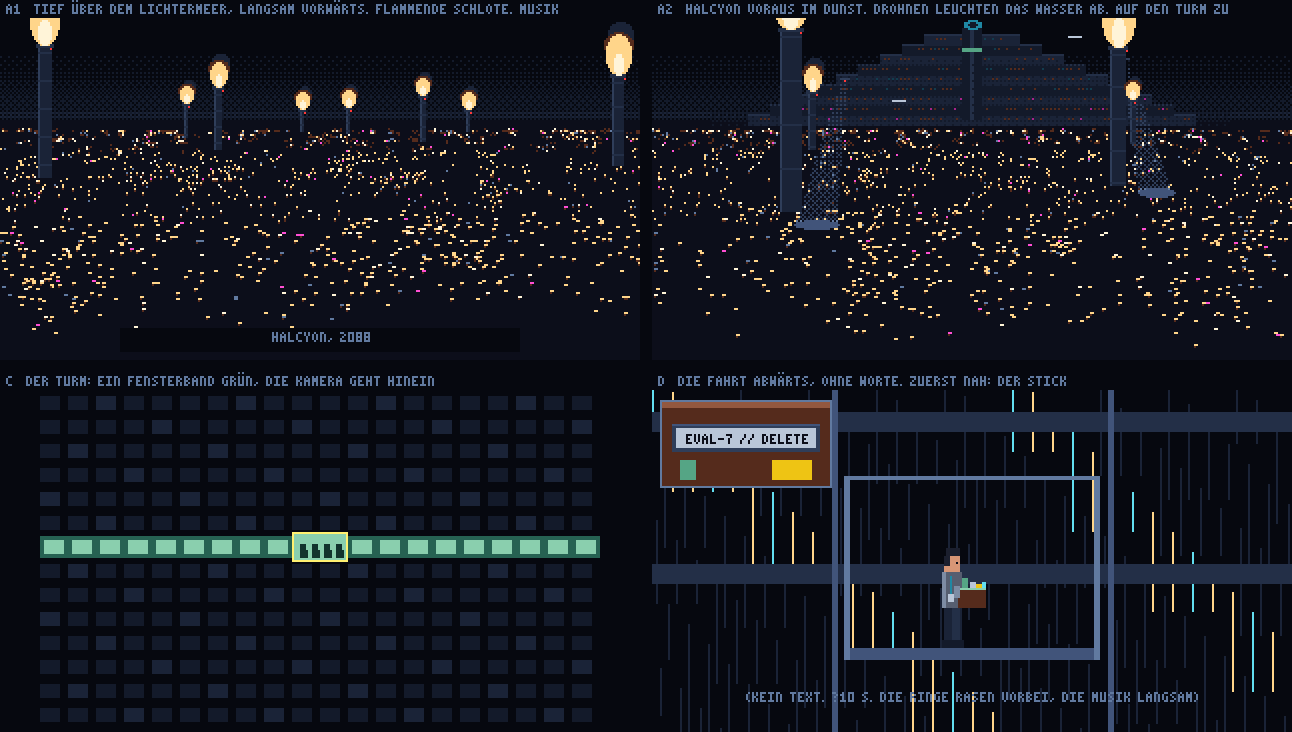 A1 TIEF ÜBER DEM LICHTERMEER, LANGSAM VORWÄRTS. FLAMMENDE SCHLOTE. MUSIK
A2 HALCYON VORAUS IM DUNST. DROHNEN LEUCHTEN DAS WASSER AB. AUF DEN TURM ZU
HALCYON, 2088
C DER TURM: EIN FENSTERBAND GRÜN, DIE KAMERA GEHT HINEIN
D DIE FAHRT ABWÄRTS, OHNE WORTE. ZUERST NAH: DER STICK
EVAL-7 // DELETE
(KEIN TEXT. ?10 S. DIE RINGE RASEN VORBEI, DIE MUSIK LANGSAM)